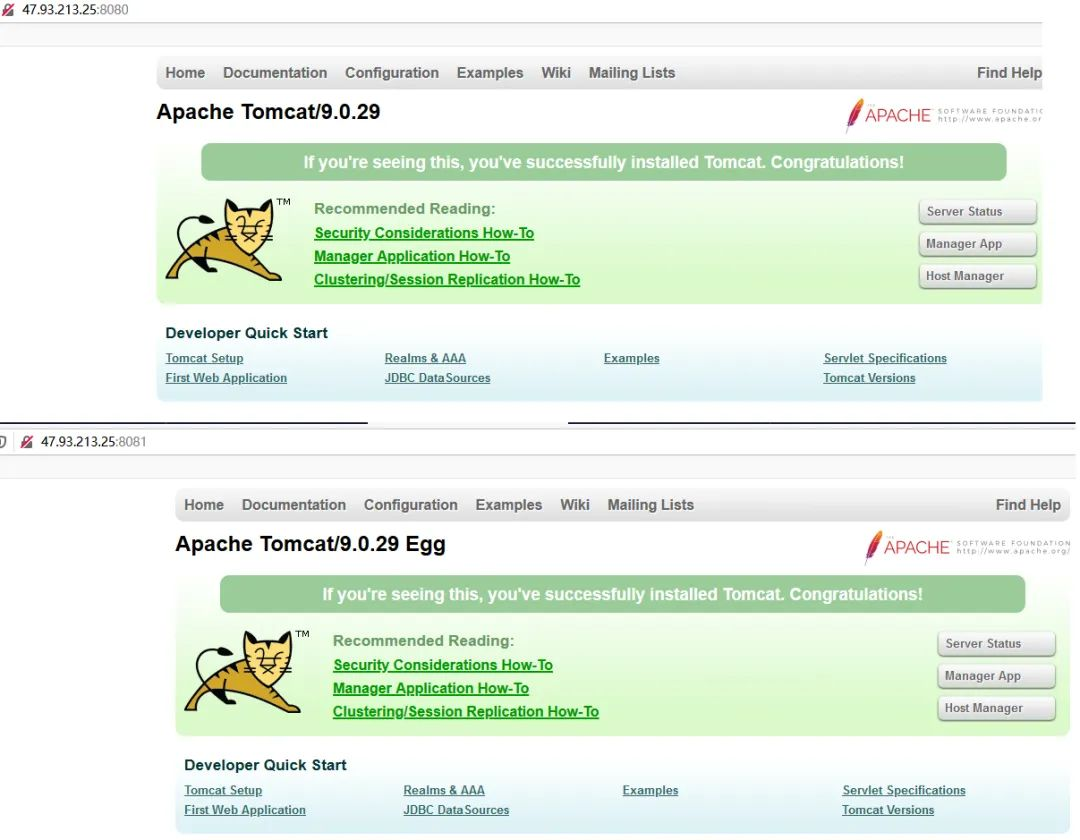 47.93.213.25:8080
Home Documentation Configuration Examples Wiki Mailing Lists Find Help
Apache Tomcat/9.0.29
THE APACHE SOFTWARE FOUNDATIO
http://www.apache.or
If you're seeing this, you've successfully installed Tomcat. Congratulations!
TM
Recommended Reading:
Security Considerations How-To
Manager Application How-To
Clustering/Session Replication How-To
Server Status
Manager App
Host Manager
Developer Quick Start
Tomcat Setup Realms & AAA Examples Servlet Specifications
First Web Application JDBC DataSources Tomcat Versions
47.93.213.25:8081
Home Documentation Configuration Examples Wiki Mailing Lists Find Help
Apache Tomcat/9.0.29 Egg
THE APACHE SOFTWARE FOUNDATION
http://www.apache.org/
If you're seeing this, you've successfully installed Tomcat. Congratulations!
TM
Recommended Reading:
Security Considerations How-To
Manager Application How-To
Clustering/Session Replication How-To
Server Status
Manager App
Host Manager
Developer Quick Start
Tomcat Setup Realms & AAA Examples Servlet Specifications
First Web Application JDBC DataSources Tomcat Versions